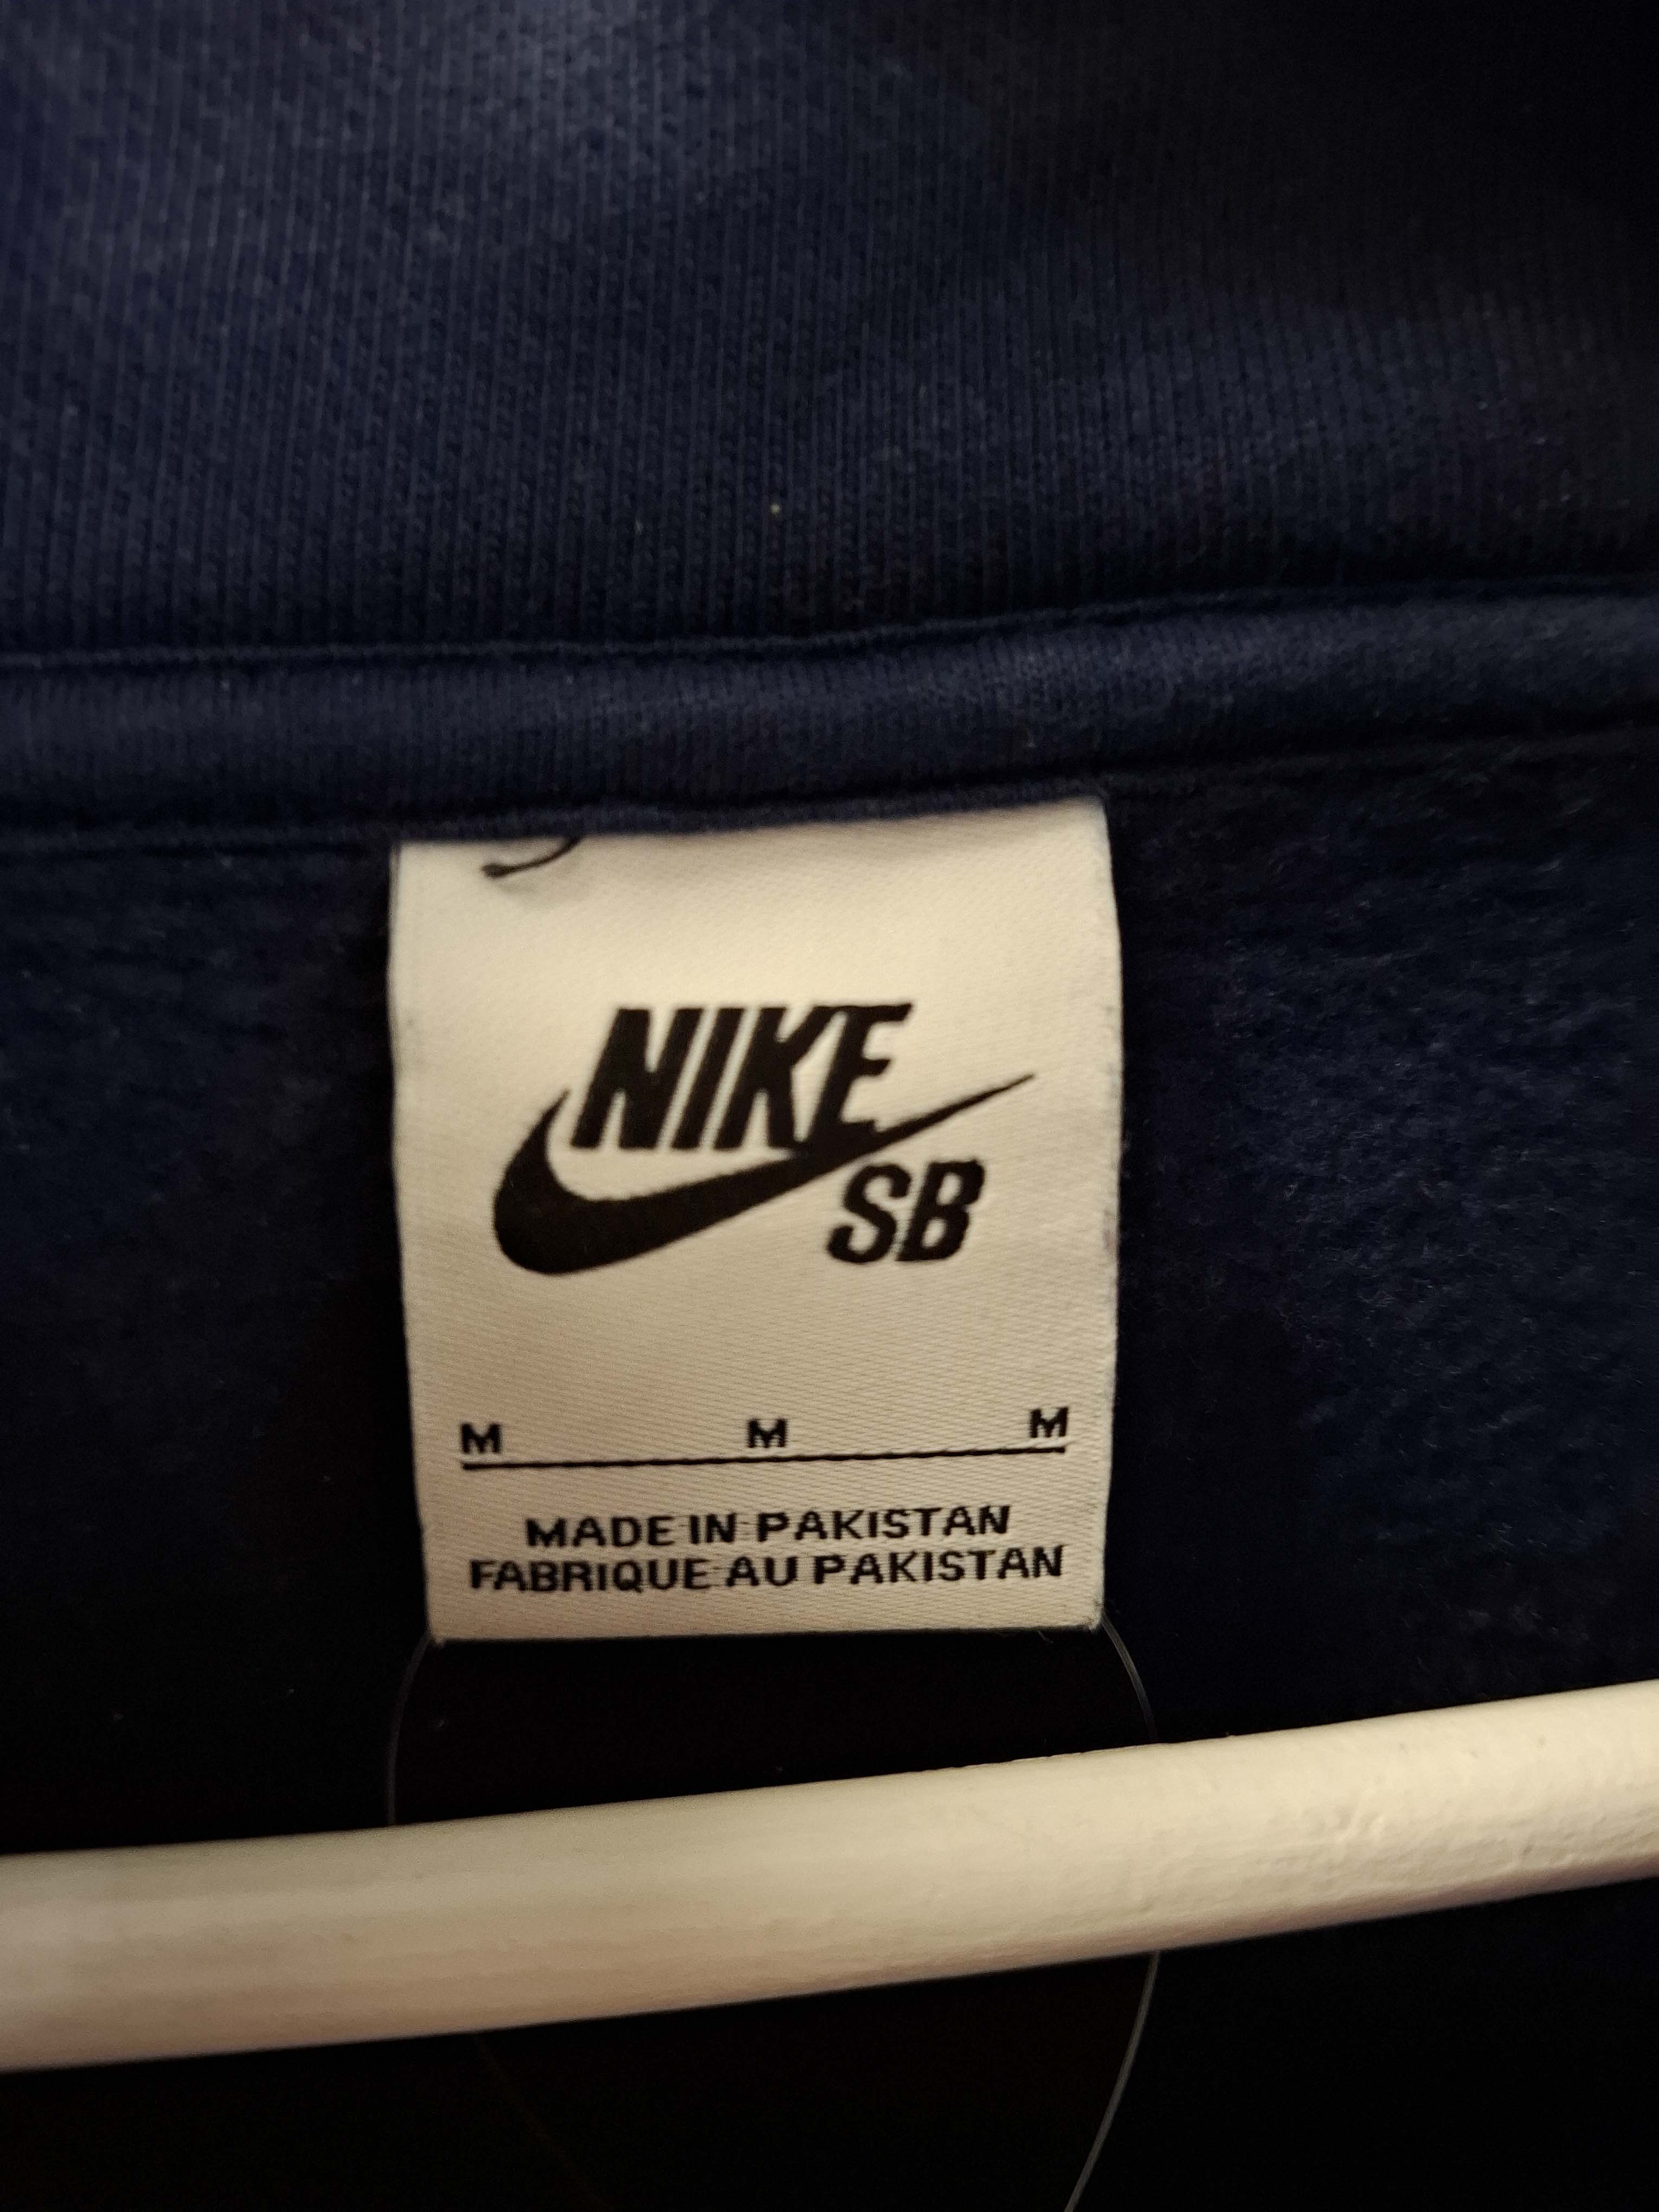 NIKE
SB
M M M
MADE IN PAKISTAN
FABRIQUE AU PAKISTAN